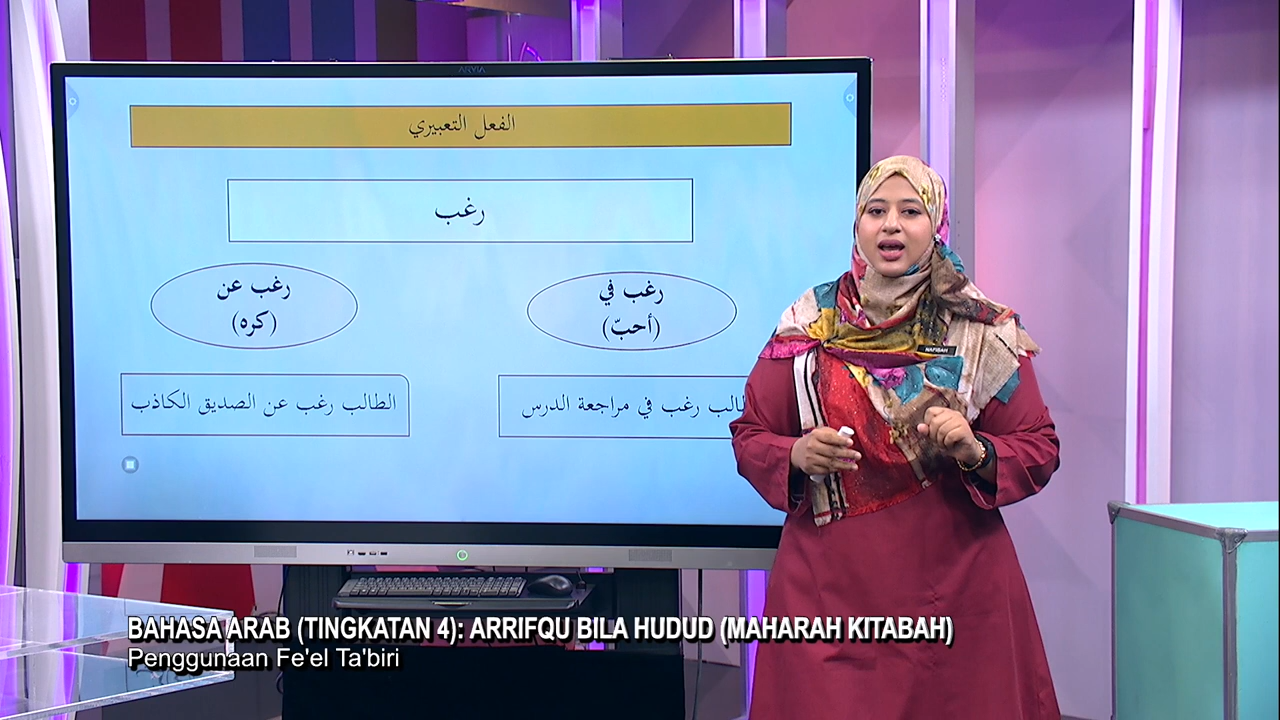 الفعل التعبيري
رغب
رغب في
(أحبّ)
رغب عن
(كره)
رغب في مراجعة الدرس
الطالب رغب عن الصديق الكاذب
NAFISAH
BAHASA ARAB (TINGKATAN 4): ARRIFQU BILA HUDUD (MAHARAH KITABAH)
Penggunaan Fe'el Ta'biri